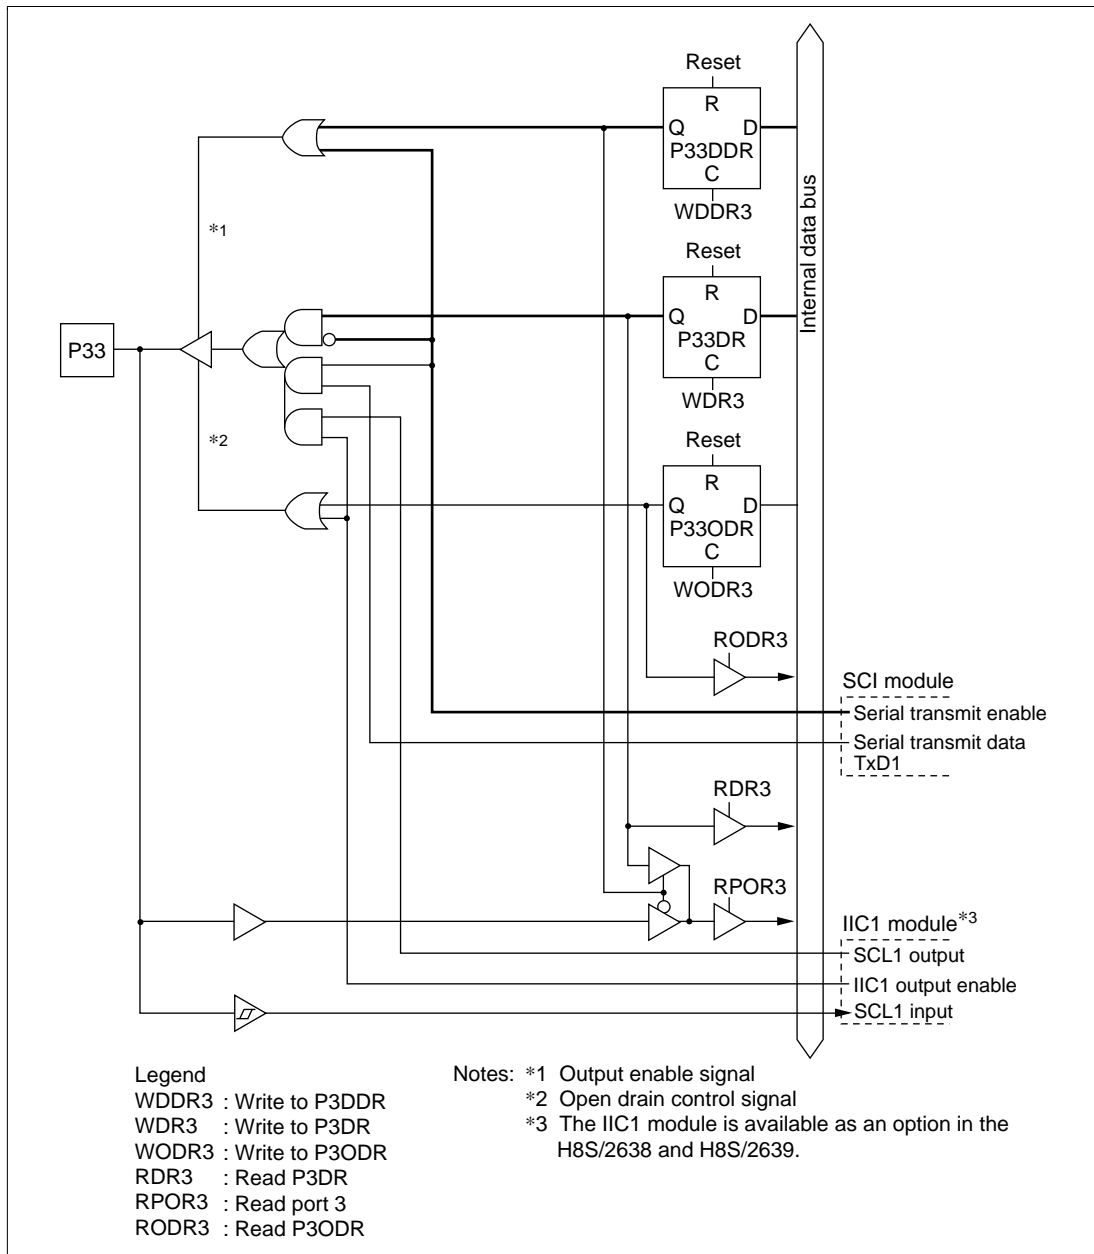 Reset
R
Q D
P33DDR
C
WDDR3
*1
Reset
R
Q D
P33DR
C
WDR3
P33
*2
Reset
R
Q D
P33ODR
C
WODR3
Internal data bus
RODR3
SCI module
Serial transmit enable
Serial transmit data
TxD1
RDR3
RPOR3
IIC1 module*3
SCL1 output
IIC1 output enable
SCL1 input
Legend
WDDR3 : Write to P3DDR
WDR3 : Write to P3DR
WODR3 : Write to P3ODR
RDR3 : Read P3DR
RPOR3 : Read port 3
RODR3 : Read P3ODR
Notes: *1 Output enable signal
*2 Open drain control signal
*3 The IIC1 module is available as an option in the
H8S/2638 and H8S/2639.